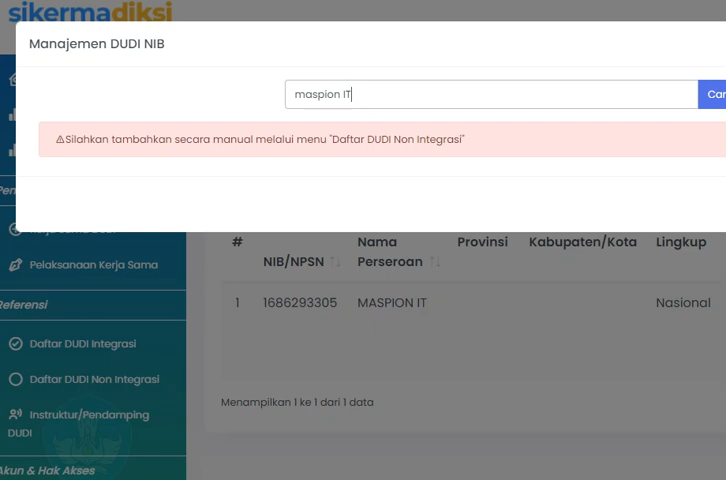 sikermadiksi
Manajemen DUDI NIB
maspion IT
Car
⚠Silahkan tambahkan secara manual melalui menu "Daftar DUDI Non Integrasi"
Pelaksanaan Kerja Sama
Referensi
Daftar DUDI Integrasi
Daftar DUDI Non Integrasi
Instruktur/Pendamping
DUDI
Akun & Hak Akses
# NIB/NPSN Nama Perseroan Provinsi Kabupaten/Kota Lingkup
1 1686293305 MASPION IT Nasional
Menampilkan 1 ke 1 dari 1 data